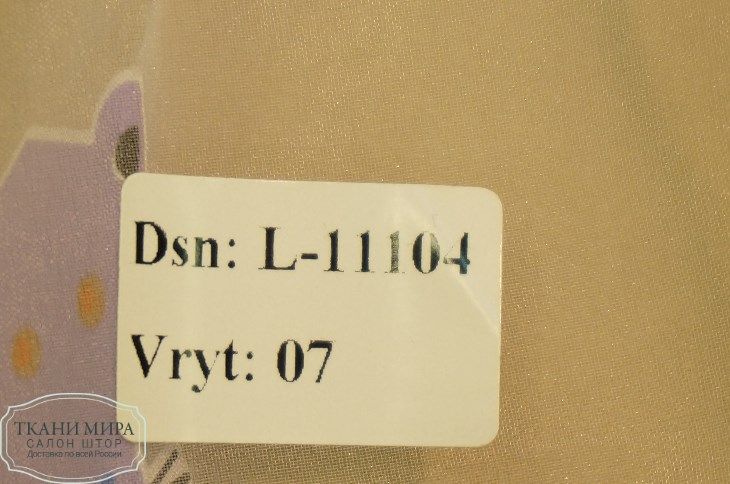 Dsn: L-11104
Vryt: 07
ТКАНИ МИРА
САЛОН ШТОР
Доставка по всей России